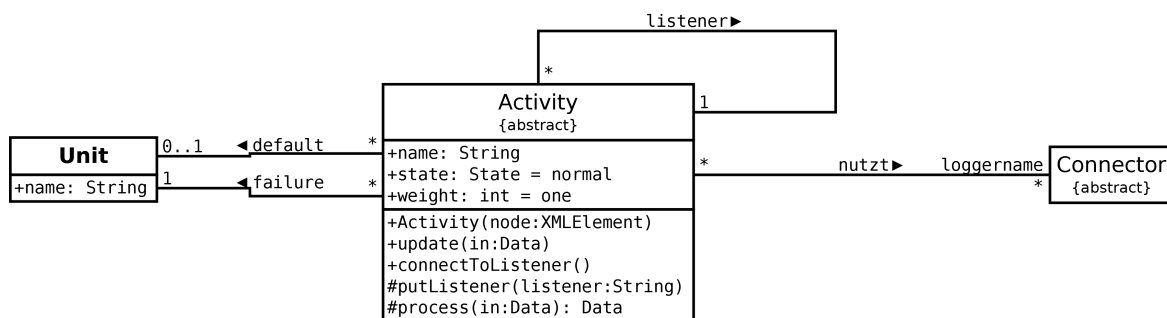 listener►
*
Activity
{abstract}
1
Unit
0..1 ◄default *
+name: String
1 ◄failure *
+name: String
+state: State = normal
+weight: int = one
* nutzt► loggername *
Connector
{abstract}
+Activity(node:XMLElement)
+update(in:Data)
+connectToListener()
#putListener(listener:String)
#process(in:Data): Data